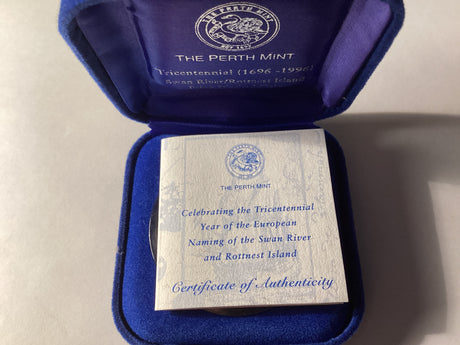 THE PERTH MINT
THE PERTH MINT
Tricentennial (1696-1996)
Swan River/Rottnest Island
THE PERTH MINT
Celebrating the Tricentennial
Year of the European
Naming of the Swan River
and Rottnest Island
Certificate of Authenticity